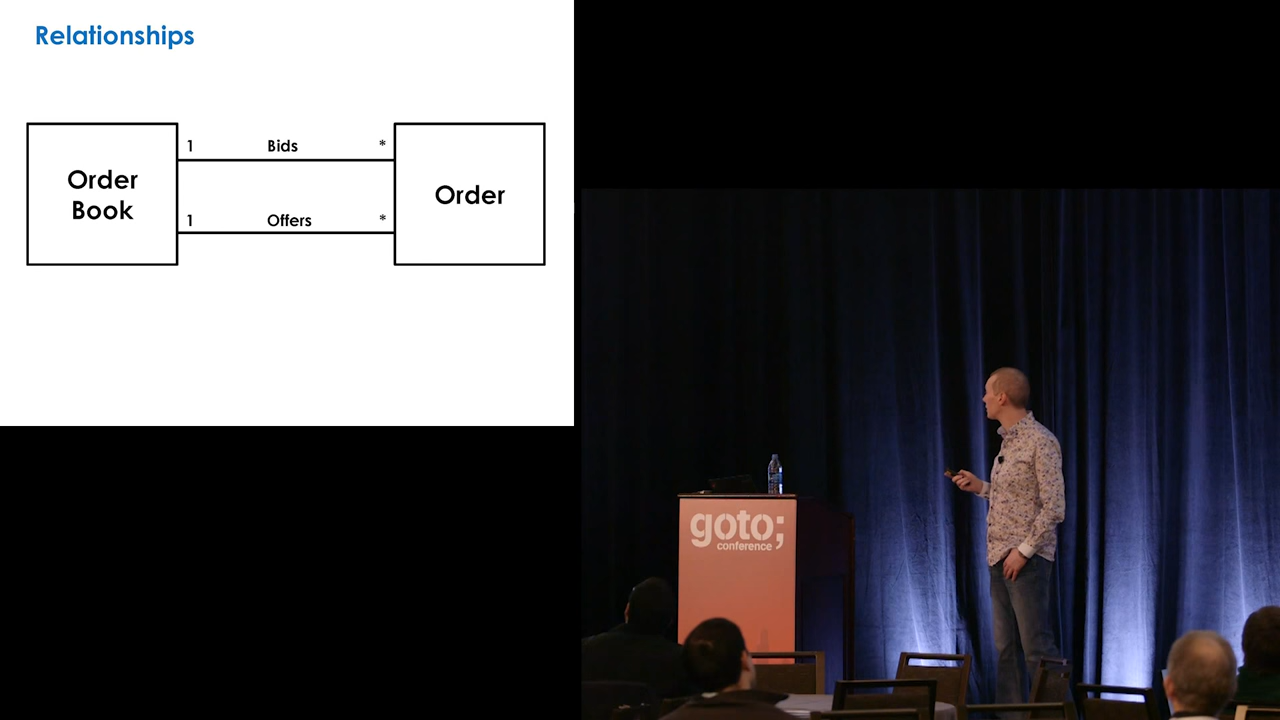 Relationships
Order
Book
1 Bids *
1 Offers *
Order
goto;
conference